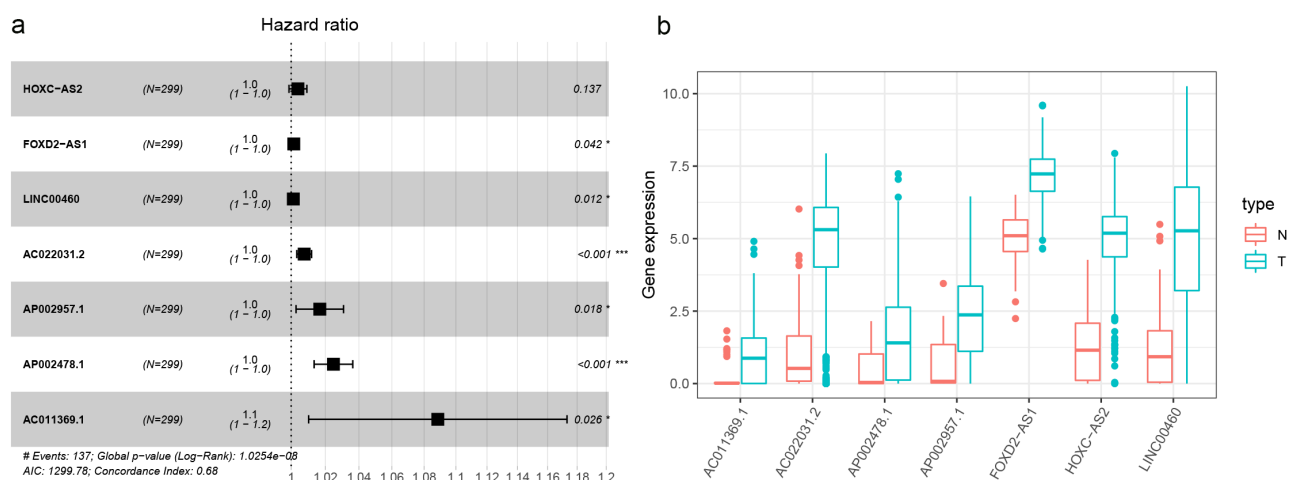 a
Hazard ratio
HOXC−AS2 (N=299) 1.0 0.137
(1 − 1.0)
FOXD2−AS1 (N=299) 1.0 0.042 *
(1 − 1.0)
LINC00460 (N=299) 1.0 0.012 *
(1 − 1.0)
AC022031.2 (N=299) 1.0 <0.001 ***
(1 − 1.0)
AP002957.1 (N=299) 1.0 0.018 *
(1 − 1.0)
AP002478.1 (N=299) 1.0 <0.001 ***
(1 − 1.0)
AC011369.1 (N=299) 1.1 0.026 *
(1 − 1.2)
# Events: 137; Global p−value (Log−Rank): 1.0254e−08
AIC: 1299.78; Concordance Index: 0.68
1 1.02 1.04 1.06 1.08 1.1 1.12 1.14 1.16 1.18 1.2
b
Gene expression
10.0
7.5
5.0
2.5
0.0
AC011369.1
AC022031.2
AP002478.1
AP002957.1
FOXD2−AS1
HOXC−AS2
LINC00460
type
N
T